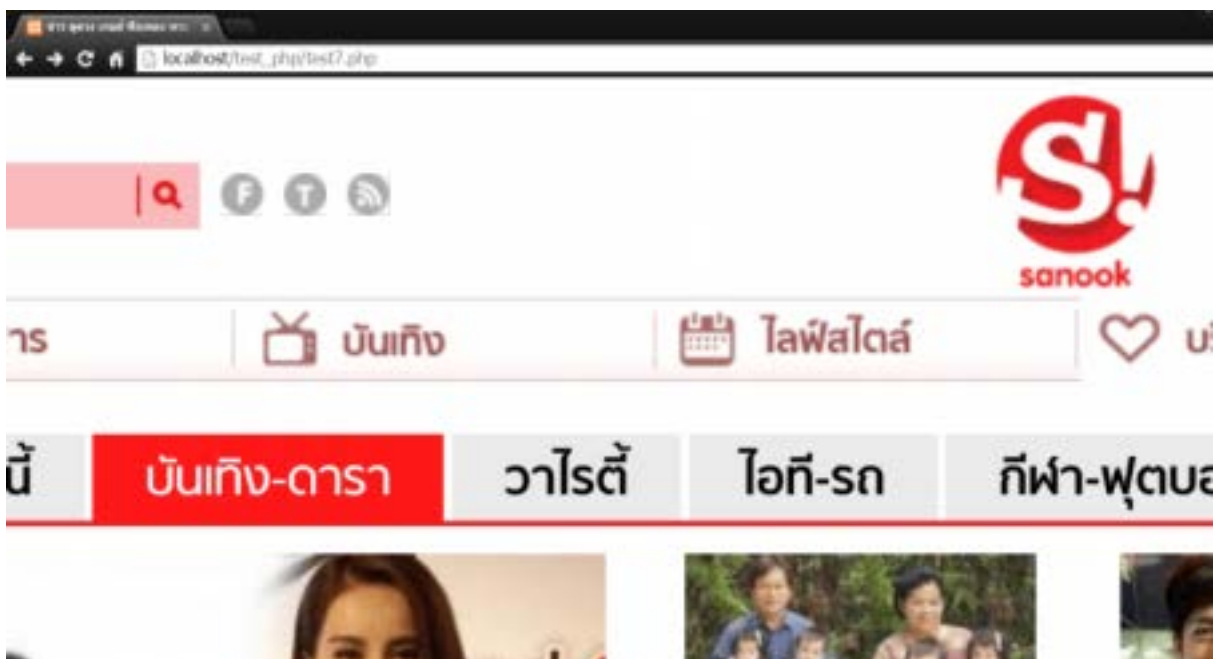 localhost/test_php/test7.php
F T
S!
sanook
าร บันเทิง ไลฟ์สไตล์ บริ
นี้ บันเทิง-ดารา วาไรตี้ ไอที-รถ กีฬา-ฟุตบอ